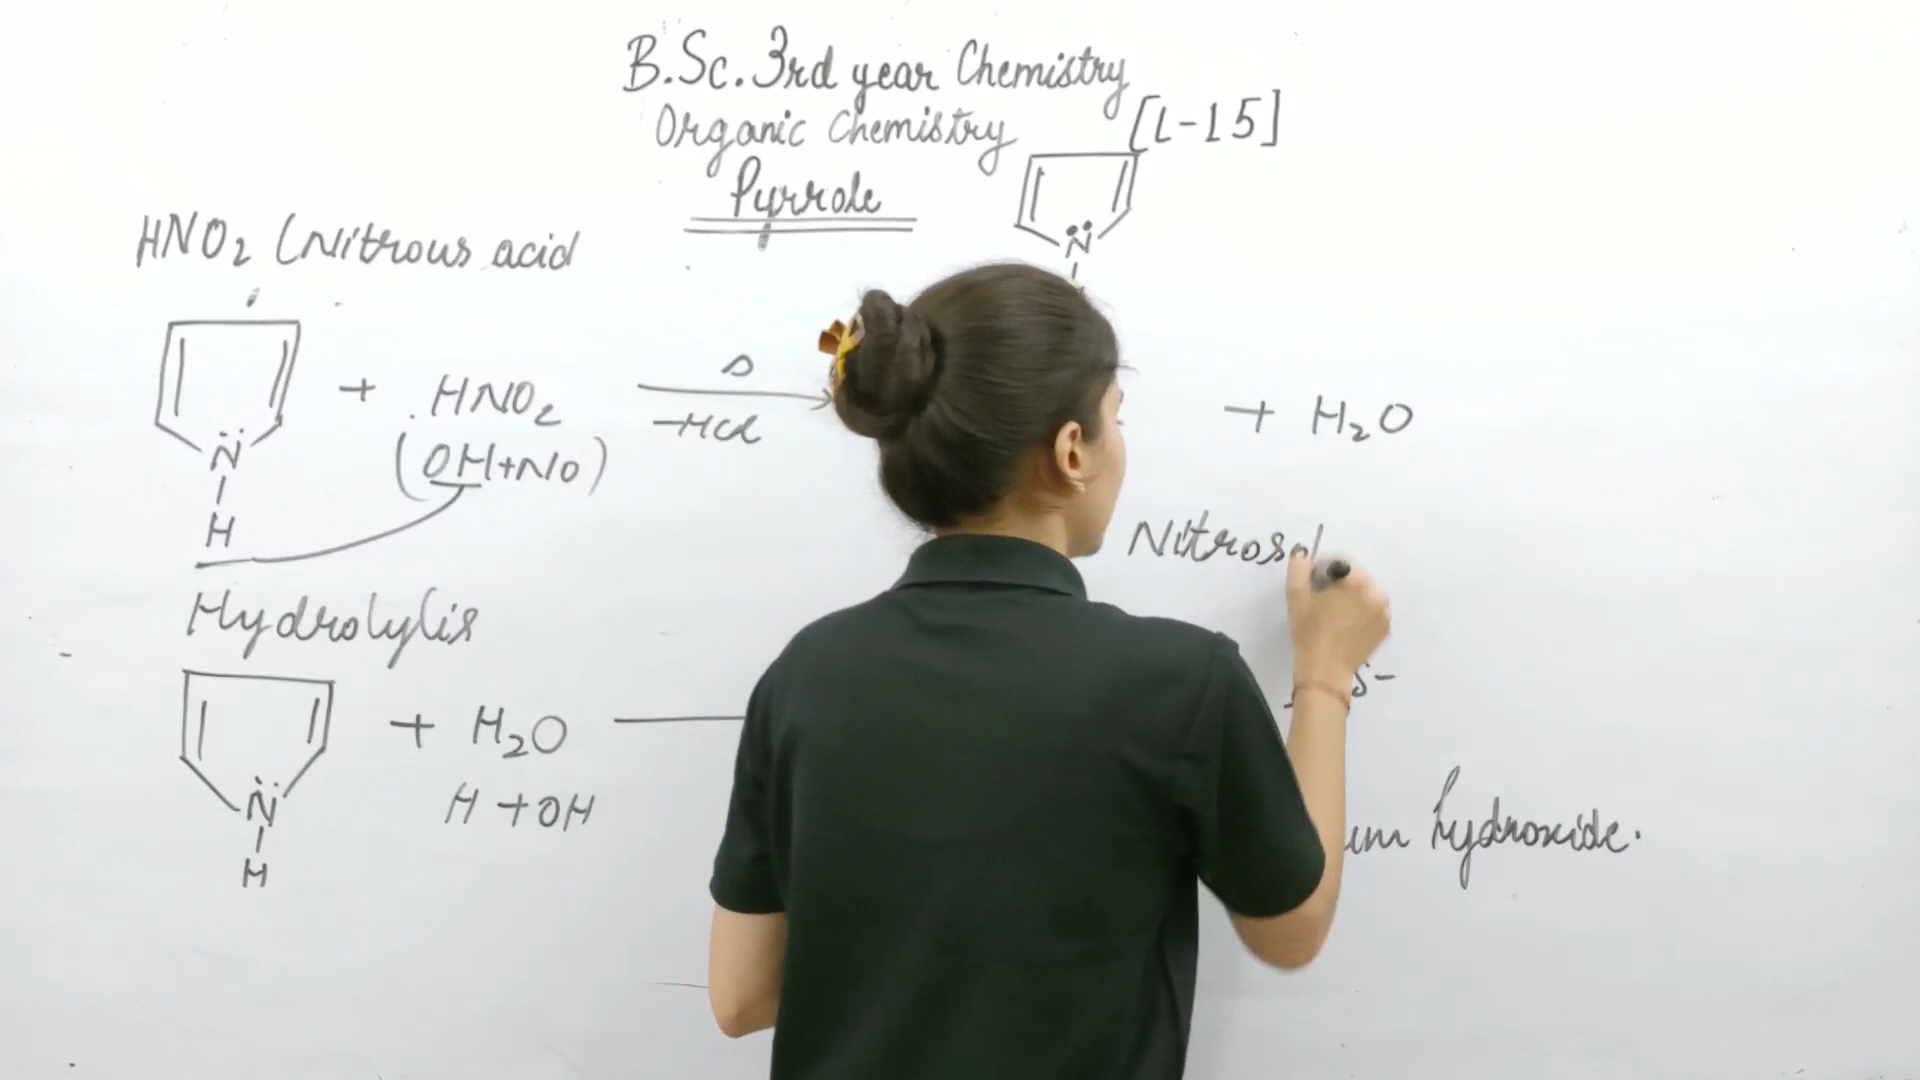 B.Sc. 3rd year Chemistry
Organic Chemistry [L-15]
Pyrrole
N
HNO2 (Nitrous acid
+ HNO2 Δ + H2O
-HCl
N (OH+NO)
H
Nitroso
Hydrolylis
δ-
+ H2O
N H+OH hydroxide.
H